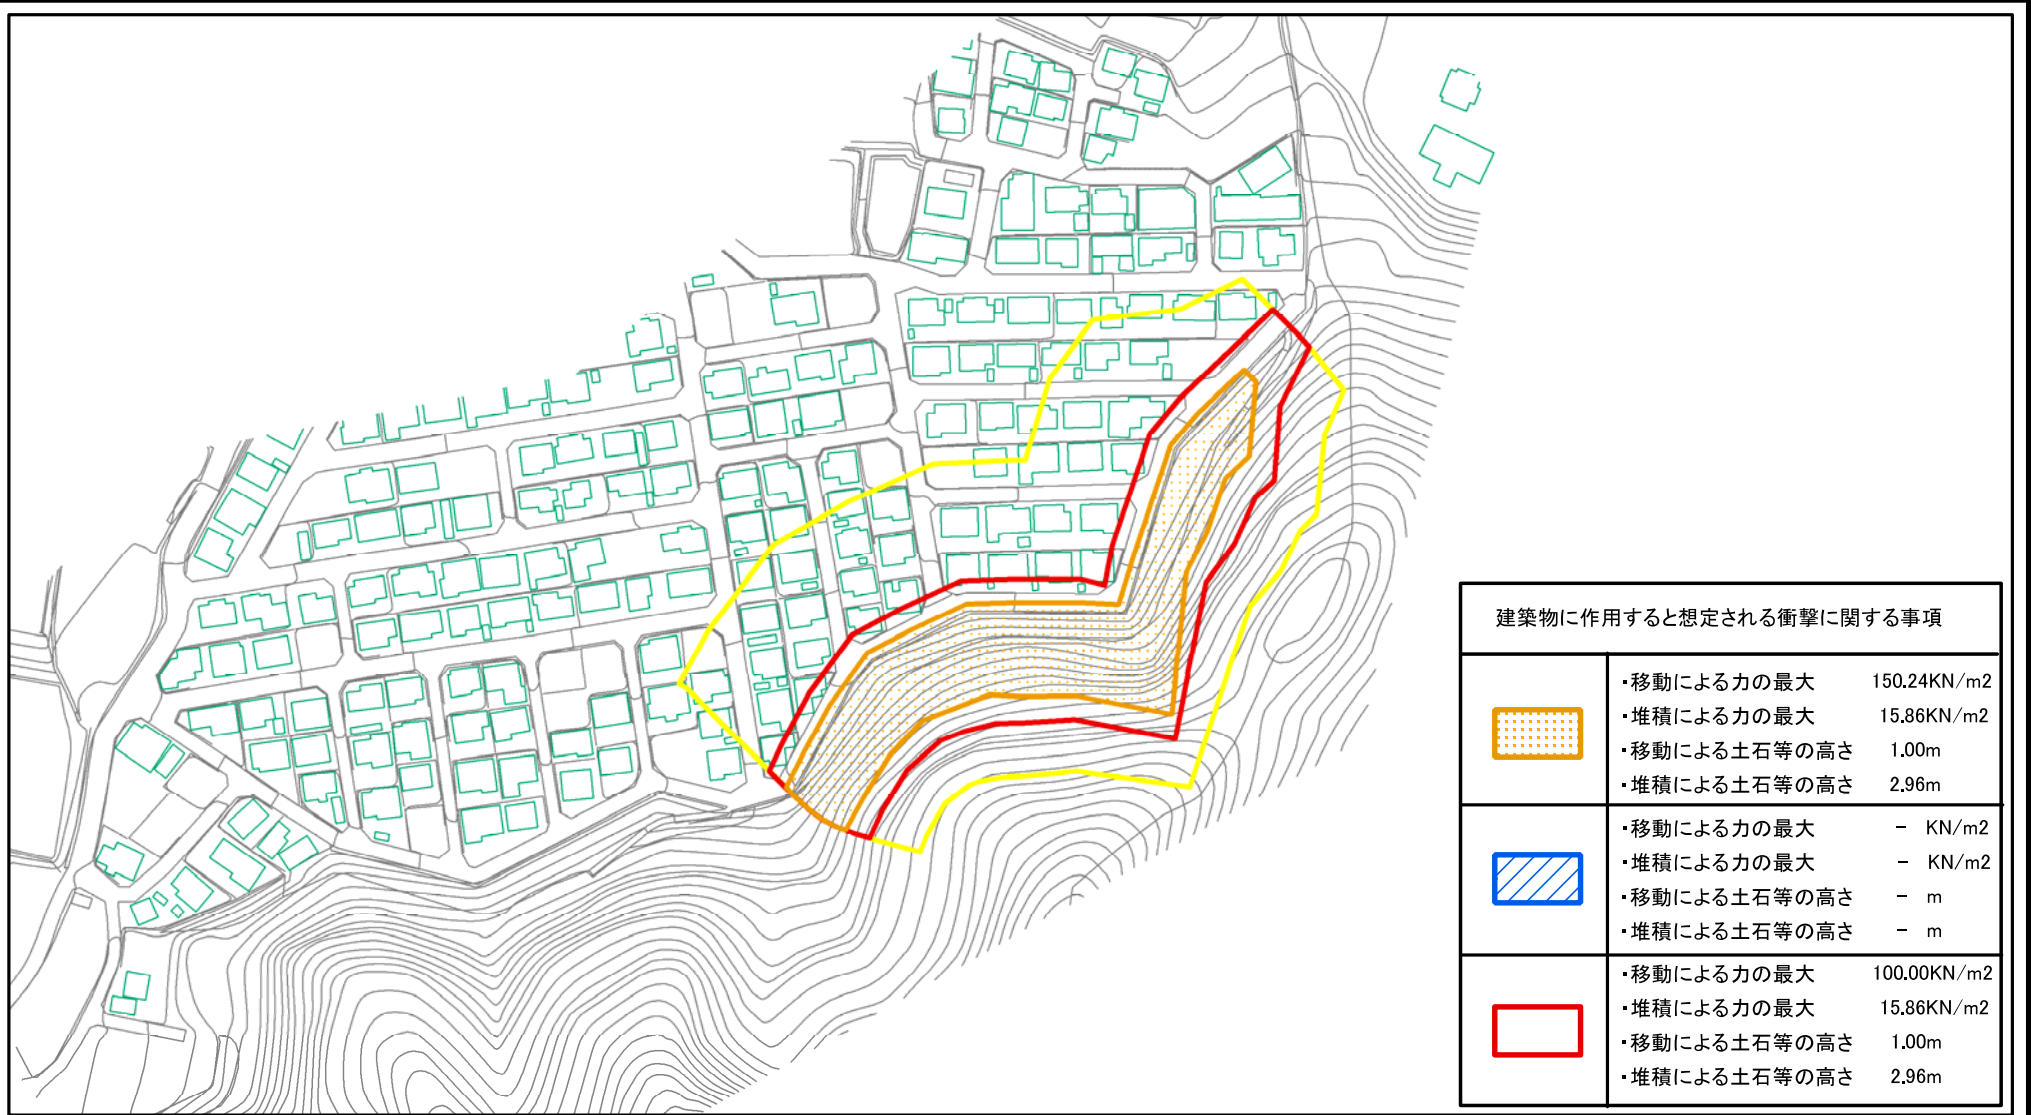 建築物に作用すると想定される衝撃に関する事項
・移動による力の最大 150.24KN/m2
・堆積による力の最大 15.86KN/m2
・移動による土石等の高さ 1.00m
・堆積による土石等の高さ 2.96m
・移動による力の最大 － KN/m2
・堆積による力の最大 － KN/m2
・移動による土石等の高さ － m
・堆積による土石等の高さ － m
・移動による力の最大 100.00KN/m2
・堆積による力の最大 15.86KN/m2
・移動による土石等の高さ 1.00m
・堆積による土石等の高さ 2.96m